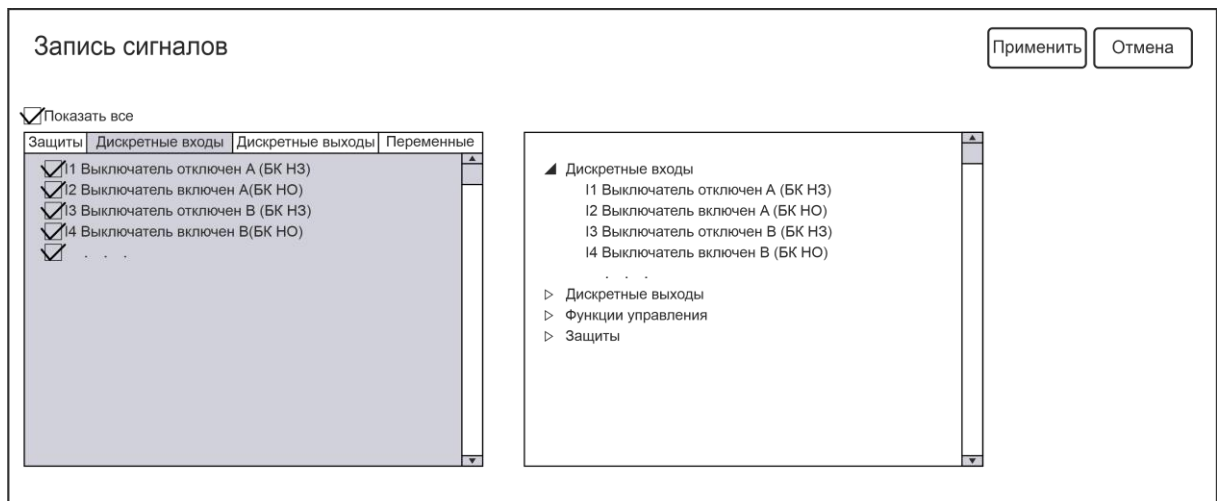 Запись сигналов
Применить
Отмена
Показать все
Защиты Дискретные входы Дискретные выходы Переменные
I1 Выключатель отключен А (БК НЗ)
I2 Выключатель включен А(БК НО)
I3 Выключатель отключен В (БК НЗ)
I4 Выключатель включен В(БК НО)
. . .
Дискретные входы
I1 Выключатель отключен А (БК НЗ)
I2 Выключатель включен А (БК НО)
I3 Выключатель отключен В (БК НЗ)
I4 Выключатель включен В (БК НО)
. . .
Дискретные выходы
Функции управления
Защиты